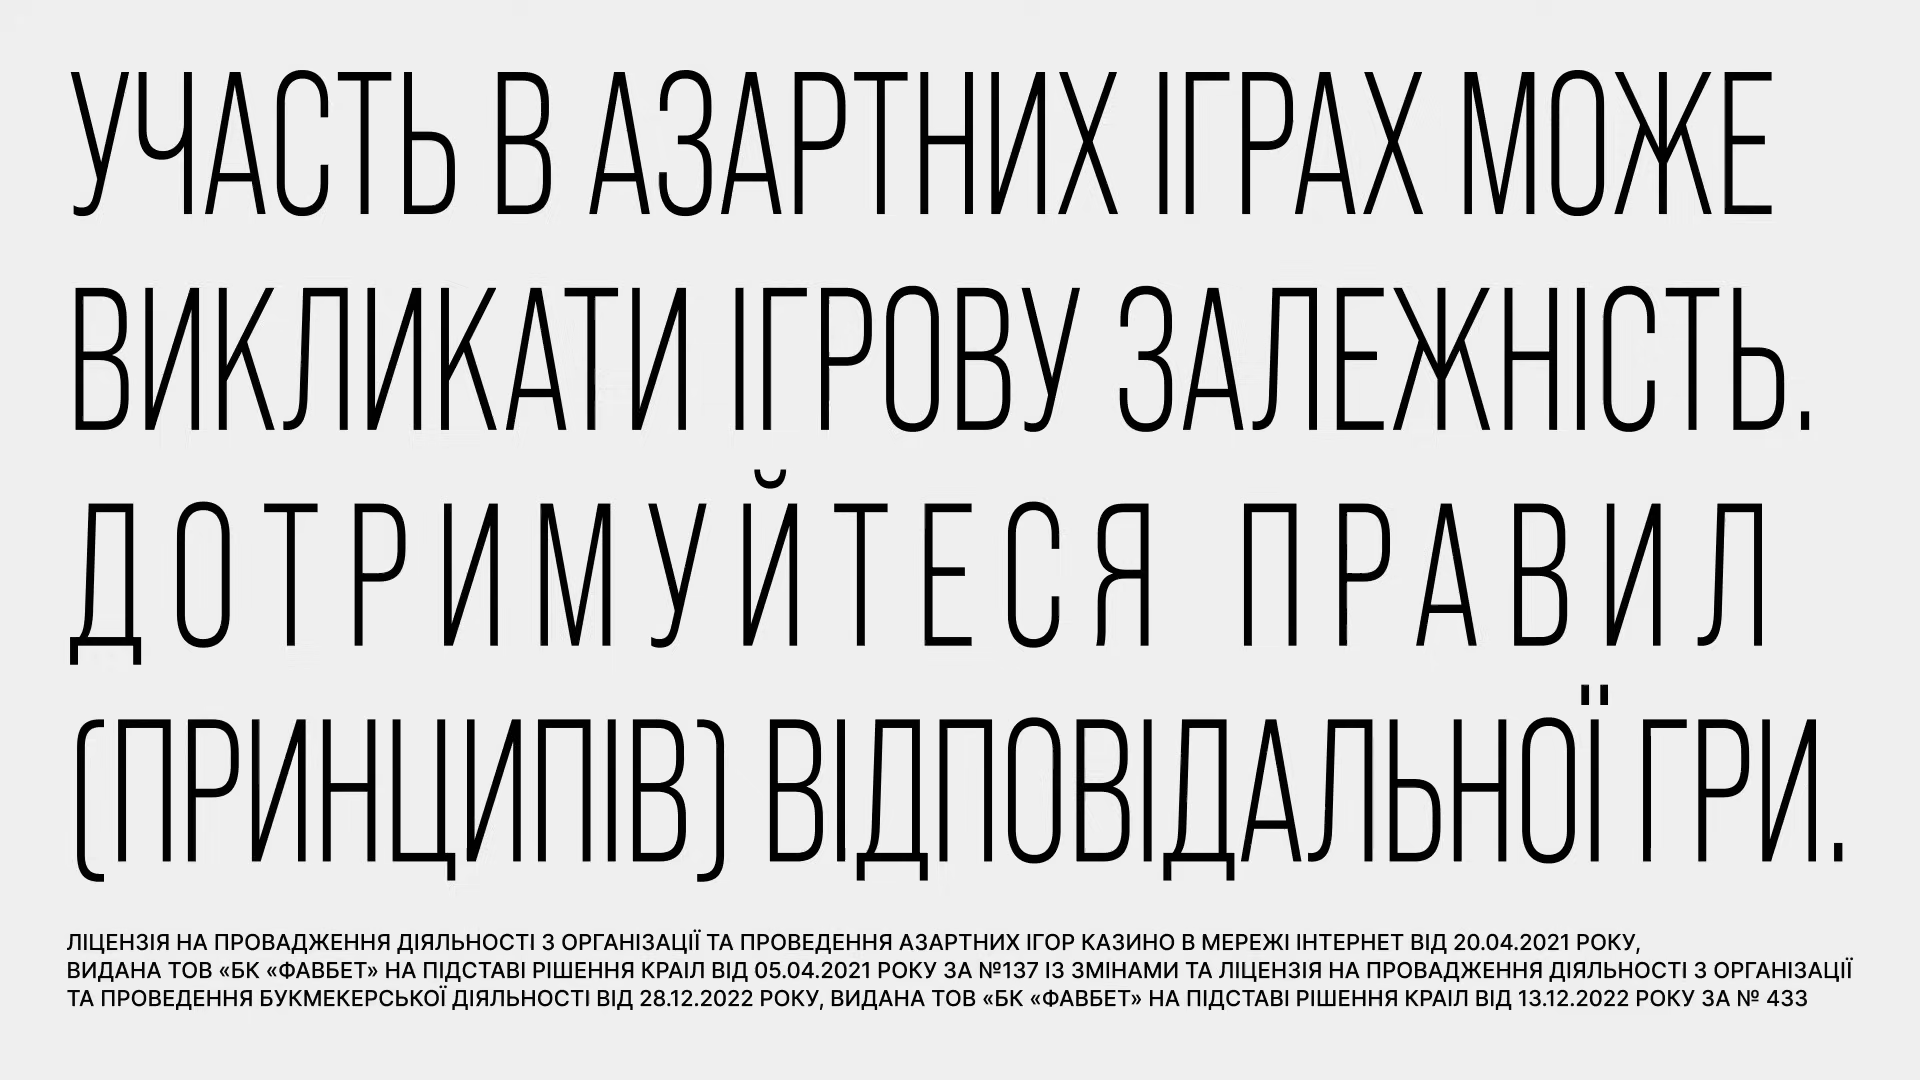 УЧАСТЬ В АЗАРТНИХ ІГРАХ МОЖЕ
ВИКЛИКАТИ ІГРОВУ ЗАЛЕЖНІСТЬ.
ДОТРИМУЙТЕСЯ ПРАВИЛ
(ПРИНЦИПІВ) ВІДПОВІДАЛЬНОЇ ГРИ.
ЛІЦЕНЗІЯ НА ПРОВАДЖЕННЯ ДІЯЛЬНОСТІ З ОРГАНІЗАЦІЇ ТА ПРОВЕДЕННЯ АЗАРТНИХ ІГОР КАЗИНО В МЕРЕЖІ ІНТЕРНЕТ ВІД 20.04.2021 РОКУ,
ВИДАНА ТОВ «БК «ФАВБЕТ» НА ПІДСТАВІ РІШЕННЯ КРАІЛ ВІД 05.04.2021 РОКУ ЗА №137 ІЗ ЗМІНАМИ ТА ЛІЦЕНЗІЯ НА ПРОВАДЖЕННЯ ДІЯЛЬНОСТІ З ОРГАНІЗАЦІЇ
ТА ПРОВЕДЕННЯ БУКМЕКЕРСЬКОЇ ДІЯЛЬНОСТІ ВІД 28.12.2022 РОКУ, ВИДАНА ТОВ «БК «ФАВБЕТ» НА ПІДСТАВІ РІШЕННЯ КРАІЛ ВІД 13.12.2022 РОКУ ЗА № 433